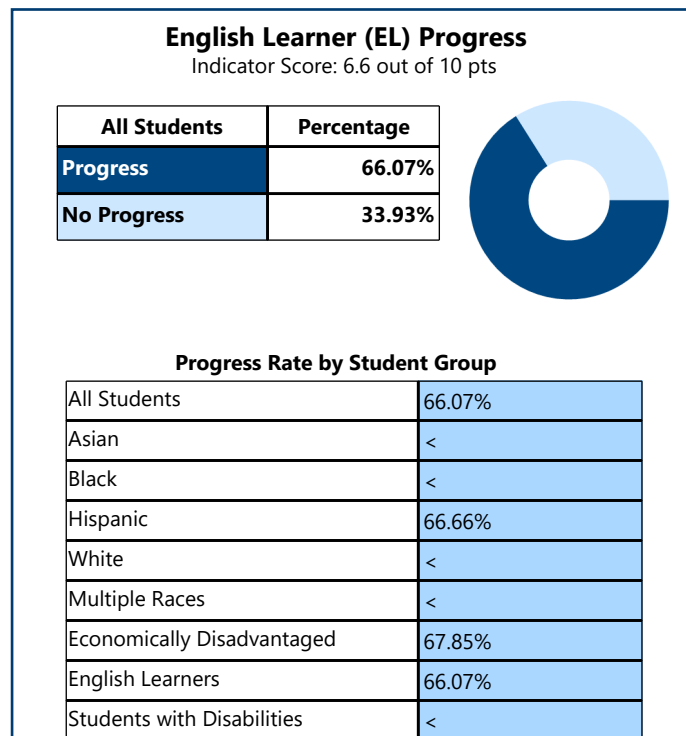 English Learner (EL) Progress
Indicator Score: 6.6 out of 10 pts
All Students Percentage
Progress 66.07%
No Progress 33.93%
Progress Rate by Student Group
All Students 66.07%
Asian <
Black <
Hispanic 66.66%
White <
Multiple Races <
Economically Disadvantaged 67.85%
English Learners 66.07%
Students with Disabilities <